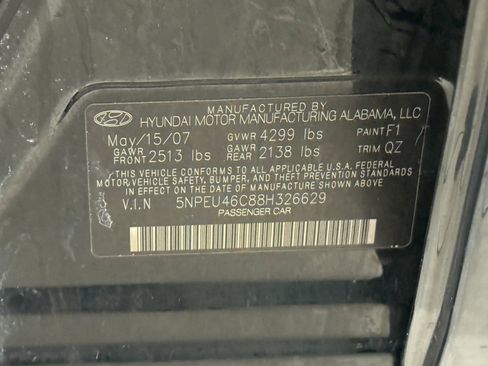 MANUFACTURED BY
HYUNDAI MOTOR MANUFACTURING ALABAMA, LLC
May/15/07 GVWR 4299 lbs PAINT F1
GAWR FRONT 2513 lbs GAWR REAR 2138 lbs TRIM QZ
THIS VEHICLE CONFORMS TO ALL APPLICABLE U.S.A. FEDERAL
MOTOR VEHICLE SAFETY, BUMPER, AND THEFT PREVENTION STANDARDS
IN EFFECT ON THE DATE OF MANUFACTURE SHOWN ABOVE.
V.I.N 5NPEU46C88H326629
PASSENGER CAR